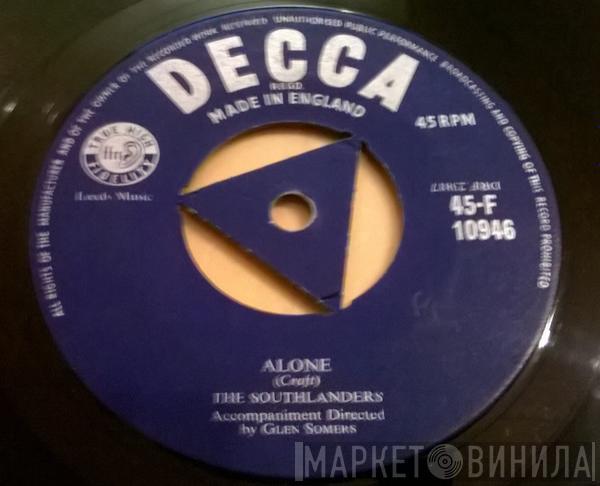 ALL RIGHTS OF THE MANUFACTURER AND OF THE OWNER OF THE RECORDED WORK RESERVED UNAUTHORISED PUBLIC PERFORMANCE BROADCASTING AND COPYING OF THIS RECORD PROHIBITED
DECCA
REGD.
MADE IN ENGLAND
45 RPM
TRUE HIGH
ffrr
FIDELITY
Leeds Music
45-F
10946
ALONE
(Craft)
THE SOUTHLANDERS
Accompaniment Directed
by GLEN SOMERS
МАРКЕТ ВИНИЛА